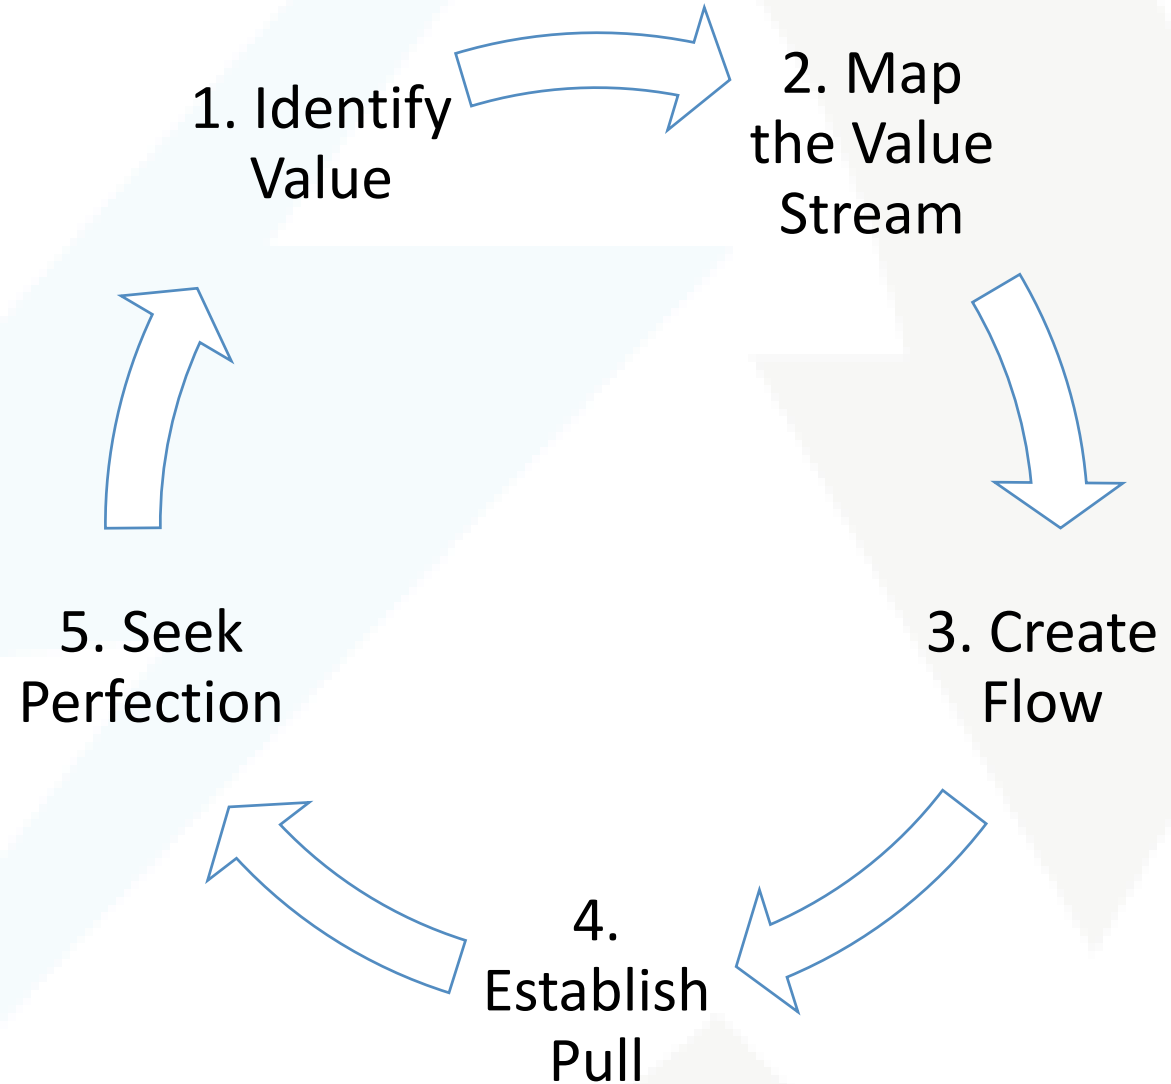 1. Identify
Value
2. Map
the Value
Stream
3. Create
Flow
4.
Establish
Pull
5. Seek
Perfection